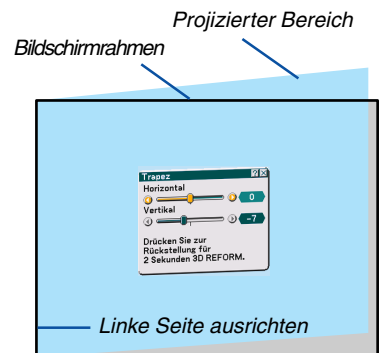 Projizierter Bereich
Bildschirmrahmen
Trapez
Horizontal
0
Vertikal
-7
Drücken Sie zur
Rückstellung für
2 Sekunden 3D REFORM.
Linke Seite ausrichten